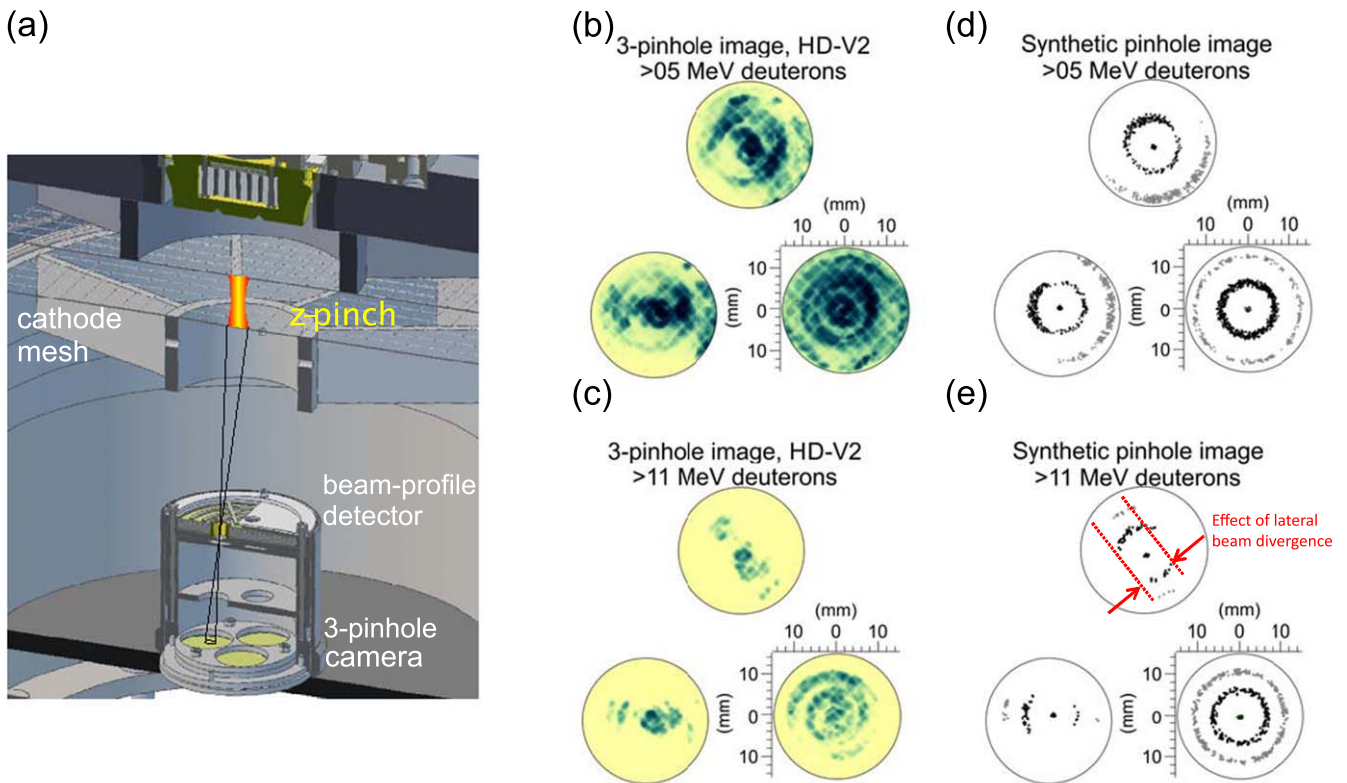 (a)
cathode
mesh
z-pinch
beam-profile
detector
3-pinhole
camera
(b)
3-pinhole image, HD-V2
>05 MeV deuterons
(mm)
10 0 10
10
0
10
(mm)
(c)
3-pinhole image, HD-V2
>11 MeV deuterons
(mm)
10 0 10
10
0
10
(mm)
(d)
Synthetic pinhole image
>05 MeV deuterons
(mm)
10 0 10
10
0
10
(mm)
(e)
Synthetic pinhole image
>11 MeV deuterons
Effect of lateral
beam divergence
(mm)
10 0 10
10
0
10
(mm)